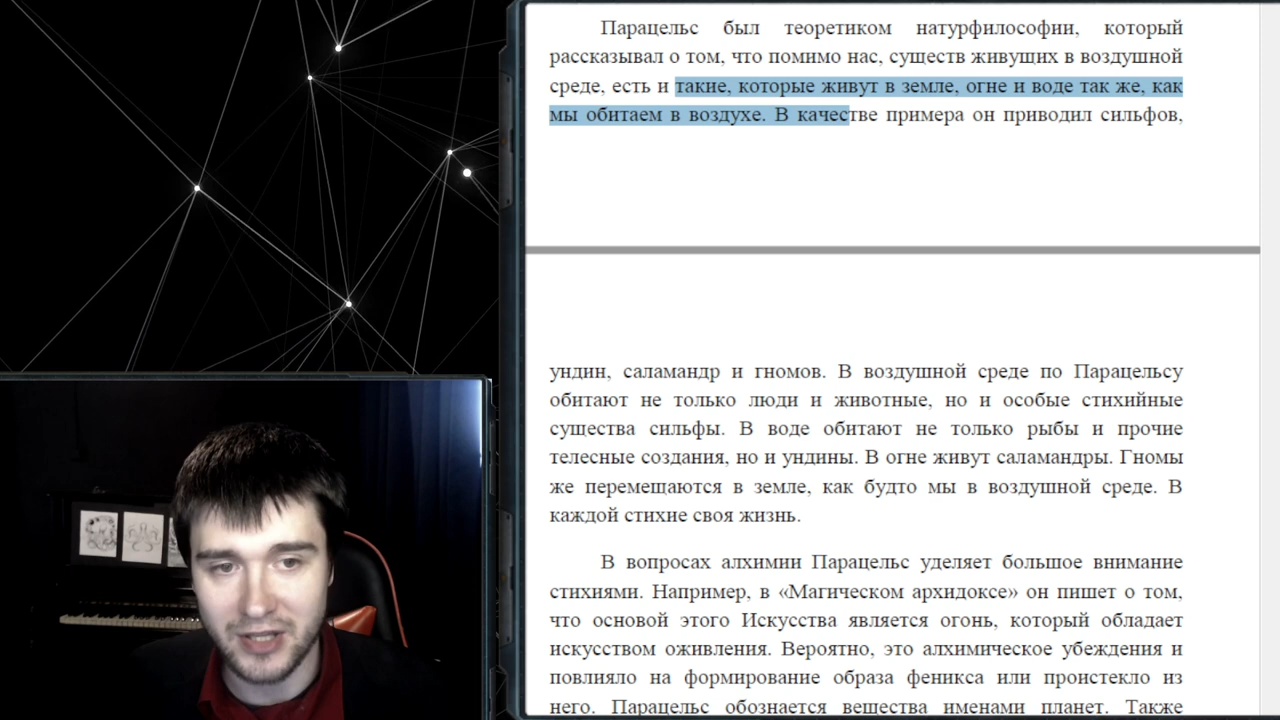 Парацельс был теоретиком натурфилософии, который
рассказывал о том, что помимо нас, существ живущих в воздушной
среде, есть и такие, которые живут в земле, огне и воде так же, как
мы обитаем в воздухе. В качестве примера он приводил сильфов,
ундин, саламандр и гномов. В воздушной среде по Парацельсу
обитают не только люди и животные, но и особые стихийные
существа сильфы. В воде обитают не только рыбы и прочие
телесные создания, но и ундины. В огне живут саламандры. Гномы
же перемещаются в земле, как будто мы в воздушной среде. В
каждой стихие своя жизнь.
В вопросах алхимии Парацельс уделяет большое внимание
стихиями. Например, в «Магическом архидоксе» он пишет о том,
что основой этого Искусства является огонь, который обладает
искусством оживления. Вероятно, это алхимическое убеждения и
повлияло на формирование образа феникса или проистекло из
него. Парацельс обознается вещества именами планет. Также